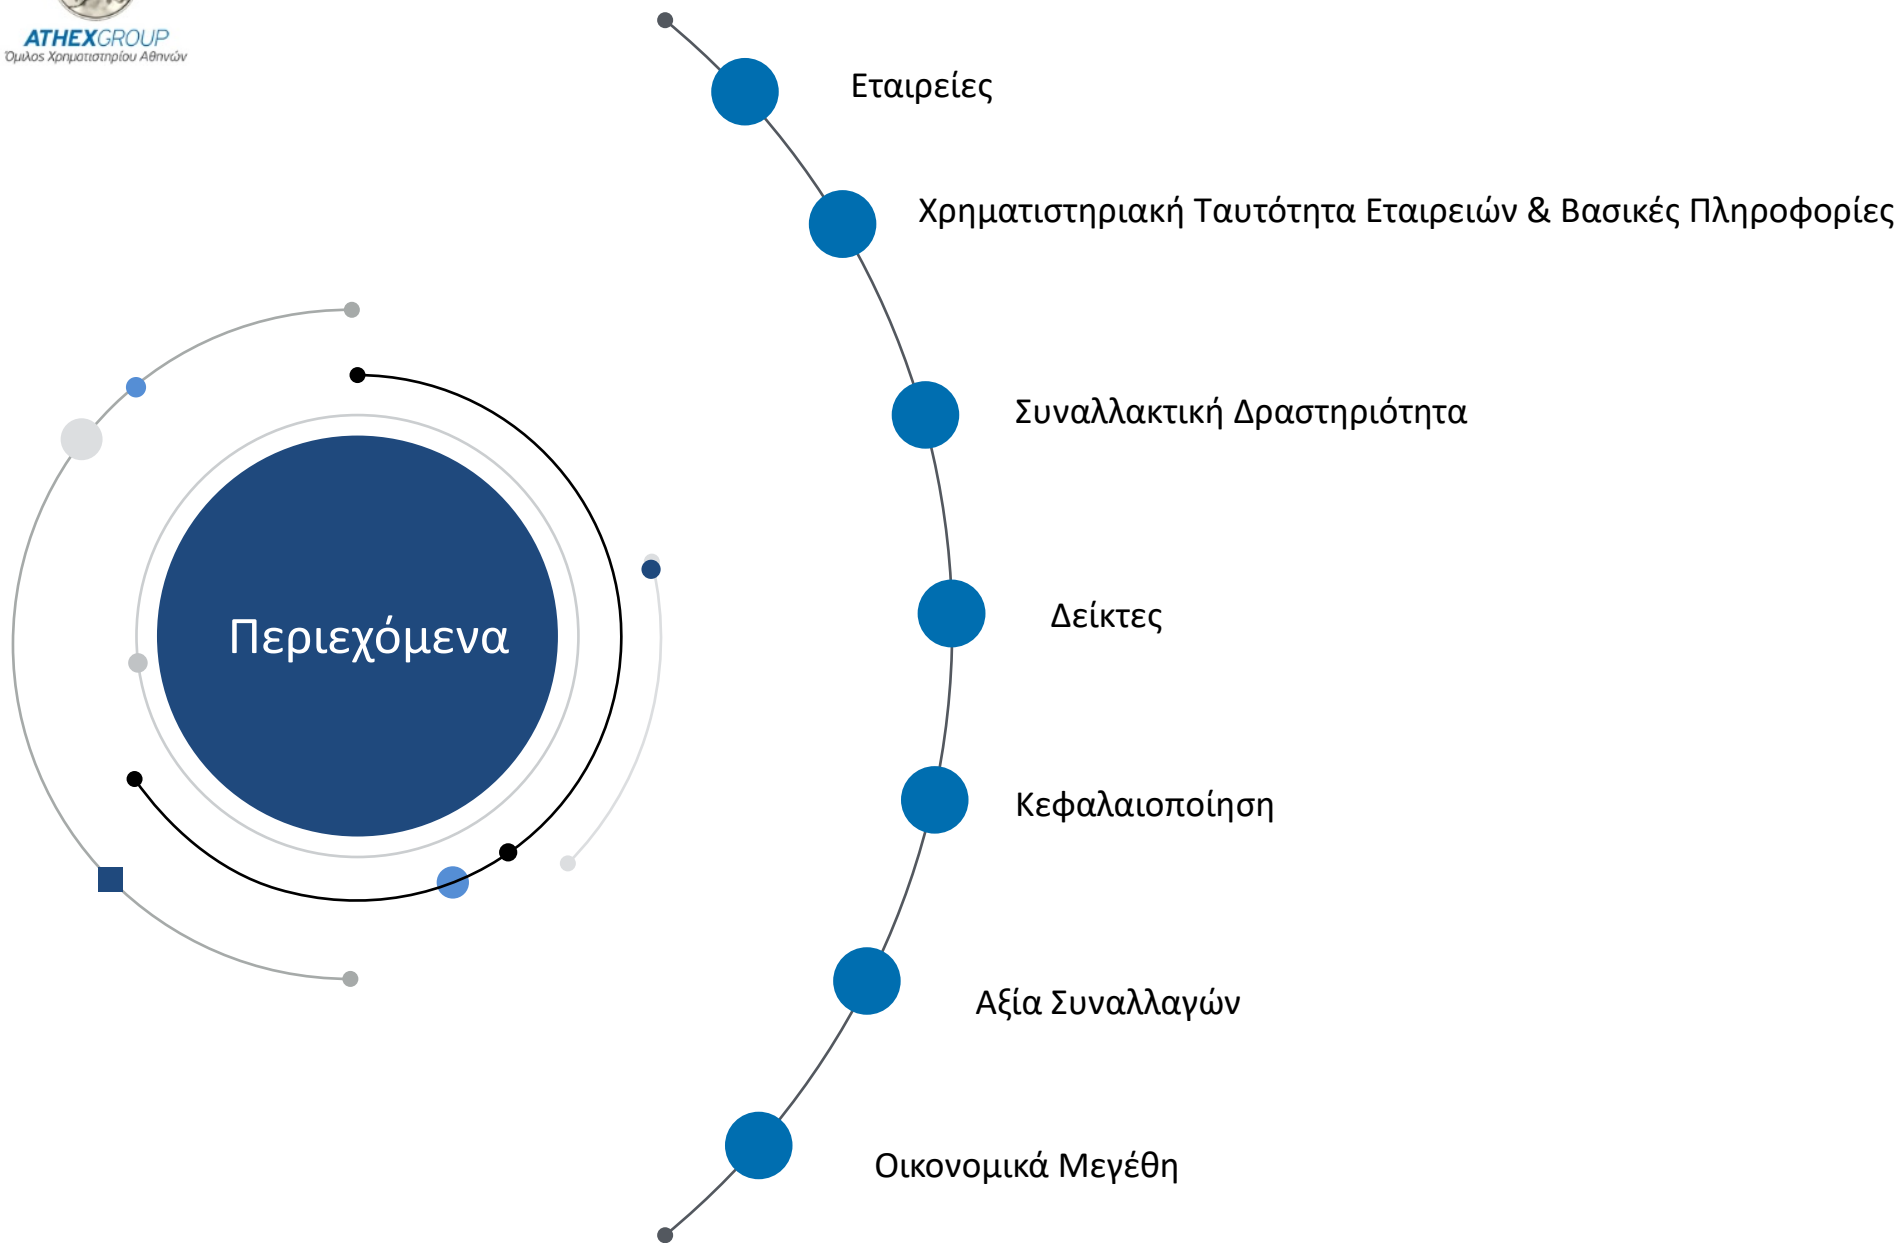 ATHEXGROUP
Όμιλος Χρηματιστηρίου Αθηνών
Εταιρείες
Χρηματιστηριακή Ταυτότητα Εταιρειών & Βασικές Πληροφορίες
Συναλλακτική Δραστηριότητα
Περιεχόμενα
Δείκτες
Κεφαλαιοποίηση
Αξία Συναλλαγών
Οικονομικά Μεγέθη